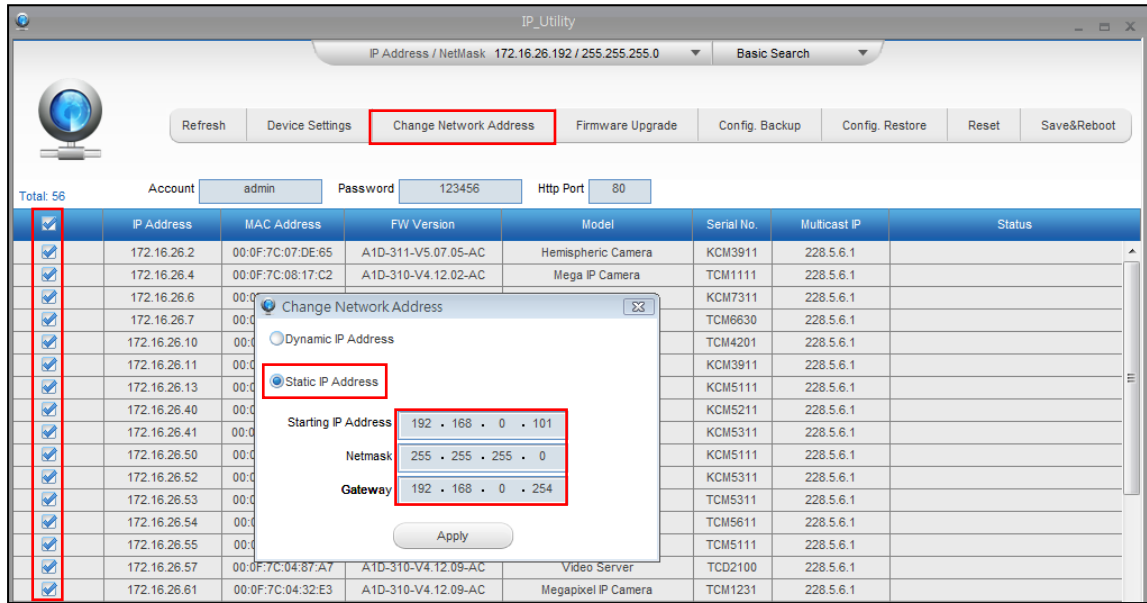 IP_Utility
IP Address / NetMask 172.16.26.192 / 255.255.255.0 Basic Search
Refresh Device Settings Change Network Address Firmware Upgrade Config. Backup Config. Restore Reset Save&Reboot
Total: 56 Account admin Password 123456 Http Port 80
IP Address MAC Address FW Version Model Serial No. Multicast IP Status
172.16.26.2 00:0F:7C:07:DE:65 A1D-311-V5.07.05-AC Hemispheric Camera KCM3911 228.5.6.1
172.16.26.4 00:0F:7C:08:17:C2 A1D-310-V4.12.02-AC Mega IP Camera TCM1111 228.5.6.1
172.16.26.6 KCM7311 228.5.6.1
172.16.26.7 TCM6630 228.5.6.1
172.16.26.10 TCM4201 228.5.6.1
172.16.26.11 KCM3911 228.5.6.1
172.16.26.13 KCM5111 228.5.6.1
172.16.26.40 KCM5211 228.5.6.1
172.16.26.41 KCM5311 228.5.6.1
172.16.26.50 KCM5111 228.5.6.1
172.16.26.52 KCM5311 228.5.6.1
172.16.26.53 TCM5311 228.5.6.1
172.16.26.54 TCM5611 228.5.6.1
172.16.26.55 TCM5111 228.5.6.1
172.16.26.57 00:0F:7C:04:87:A7 A1D-310-V4.12.09-AC Video Server TCD2100 228.5.6.1
172.16.26.61 00:0F:7C:04:32:E3 A1D-310-V4.12.09-AC Megapixel IP Camera TCM1231 228.5.6.1
Change Network Address
Dynamic IP Address
Static IP Address
Starting IP Address 192 . 168 . 0 . 101
Netmask 255 . 255 . 255 . 0
Gateway 192 . 168 . 0 . 254
Apply